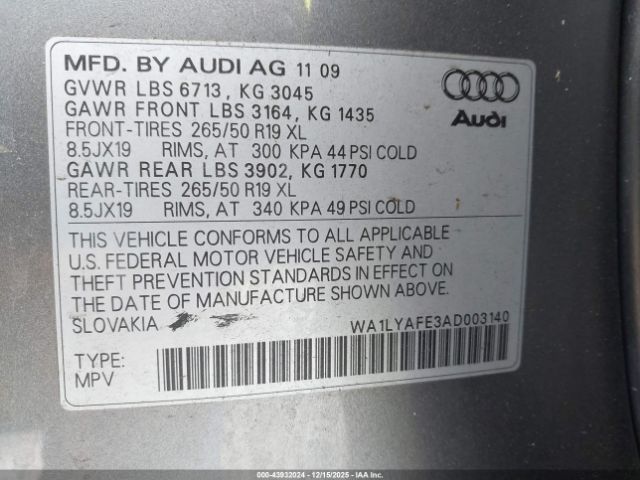 MFD. BY AUDI AG 11 09
GVWR LBS 6713, KG 3045
GAWR FRONT LBS 3164, KG 1435
FRONT-TIRES 265/50 R19 XL
8.5JX19 RIMS, AT 300 KPA 44 PSI COLD
GAWR REAR LBS 3902, KG 1770
REAR-TIRES 265/50 R19 XL
8.5JX19 RIMS, AT 340 KPA 49 PSI COLD
Audi
THIS VEHICLE CONFORMS TO ALL APPLICABLE
U.S. FEDERAL MOTOR VEHICLE SAFETY AND
THEFT PREVENTION STANDARDS IN EFFECT ON
THE DATE OF MANUFACTURE SHOWN ABOVE.
SLOVAKIA
WA1LYAFE3AD003140
TYPE:
MPV
000-43932024 - 12/15/2025 - IAAI.COM